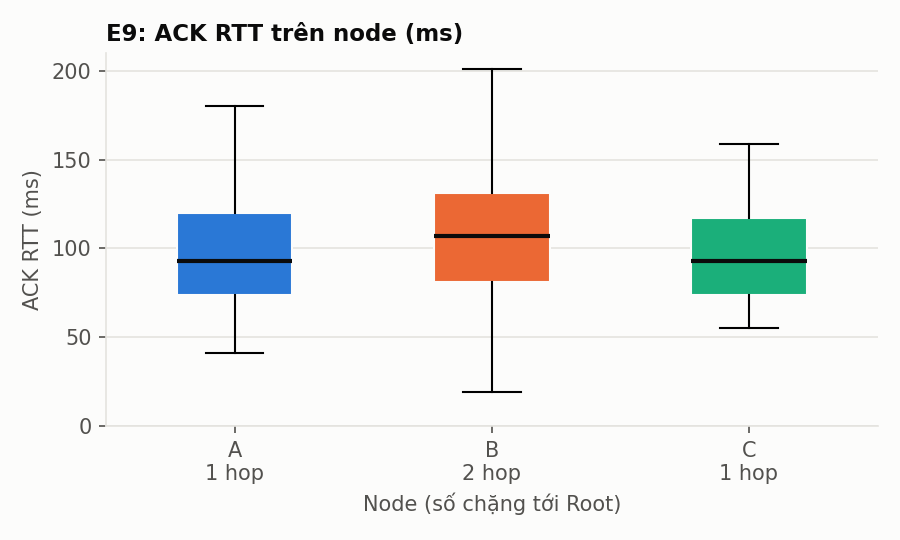 E9: ACK RTT trên node (ms)
ACK RTT (ms)
200
150
100
50
0
A
1 hop
B
2 hop
C
1 hop
Node (số chặng tới Root)